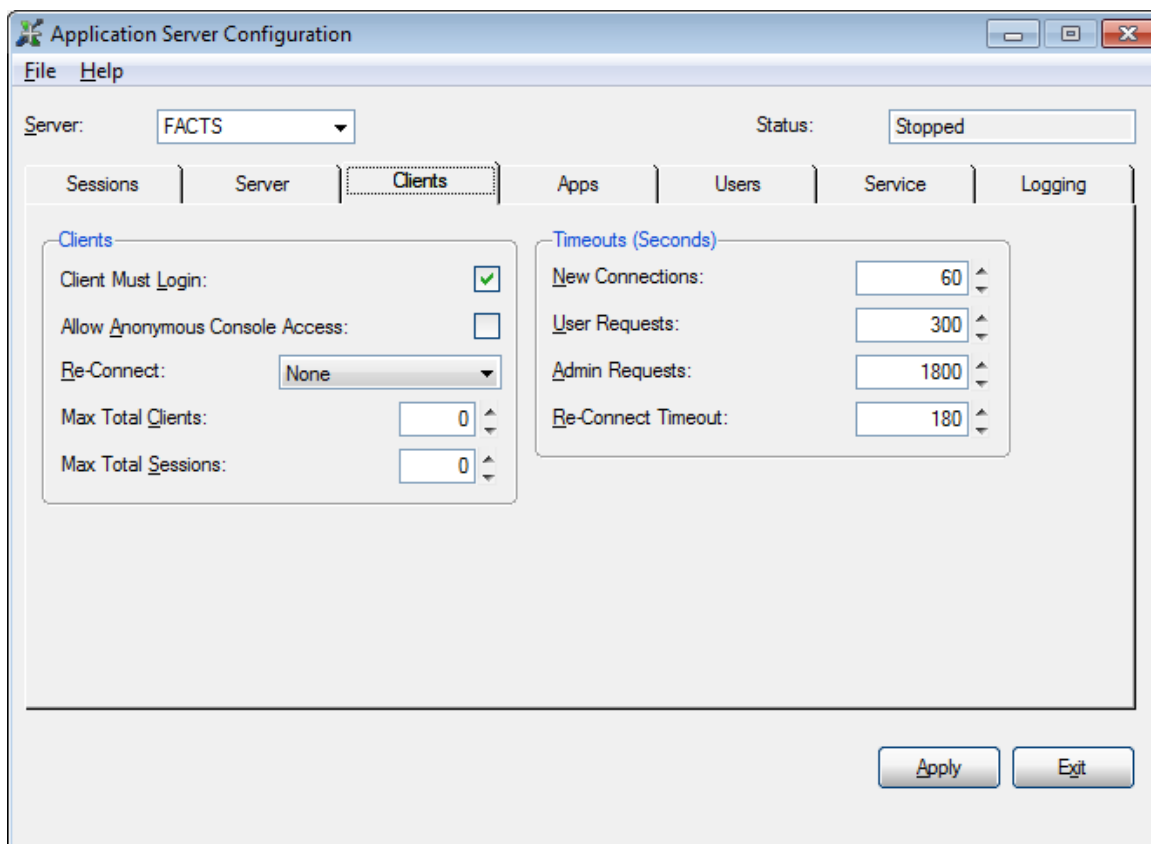 Application Server Configuration
File Help
Server: FACTS Status: Stopped
Sessions Server Clients Apps Users Service Logging
Clients
Client Must Login:
Allow Anonymous Console Access:
Re-Connect: None
Max Total Clients: 0
Max Total Sessions: 0
Timeouts (Seconds)
New Connections: 60
User Requests: 300
Admin Requests: 1800
Re-Connect Timeout: 180
Apply Exit